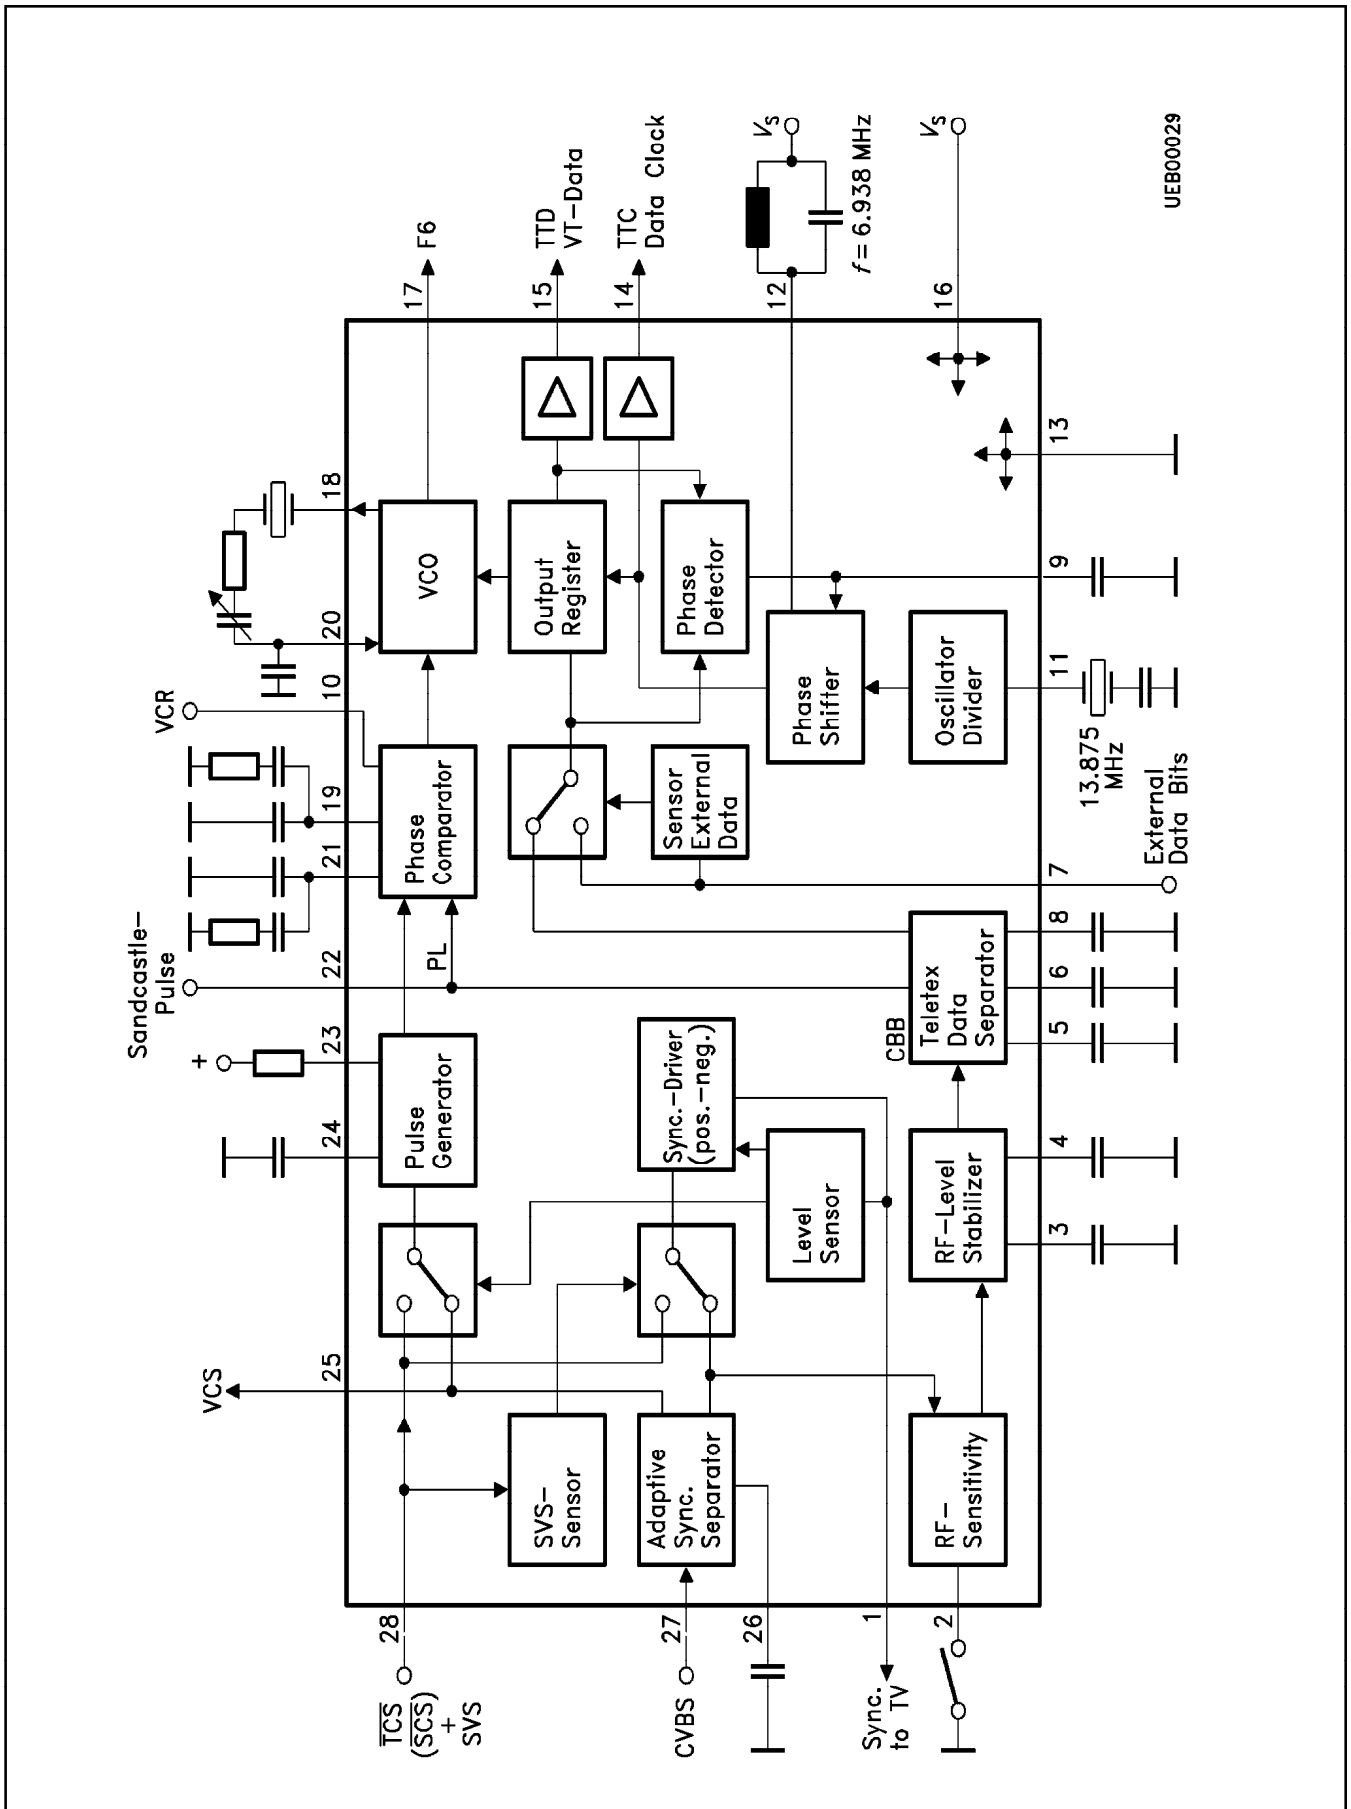 Sandcastle-
Pulse
VCR
+
VCS
25
24
23
22
21
19
10
20
18
17
F6
15
TTD
VT-Data
14
TTC
Data Clock
12
Vs
f = 6.938 MHz
16
Vs
Pulse
Generator
PL
Phase
Comparator
VCO
SVS-
Sensor
Output
Register
Adaptive
Sync.
Separator
Sync.-Driver
(pos.-neg.)
Sensor
External
Data
Phase
Detector
Level
Sensor
Phase
Shifter
RF-
Sensitivity
RF-Level
Stabilizer
CBB
Teletex
Data
Separator
Oscillator
Divider
28
TCS
(SCS)
+
SVS
27
CVBS
26
1
Sync.
to TV
2
3
4
5
6
8
7
11
9
13
External
Data Bits
13.875
MHz
UEB00029